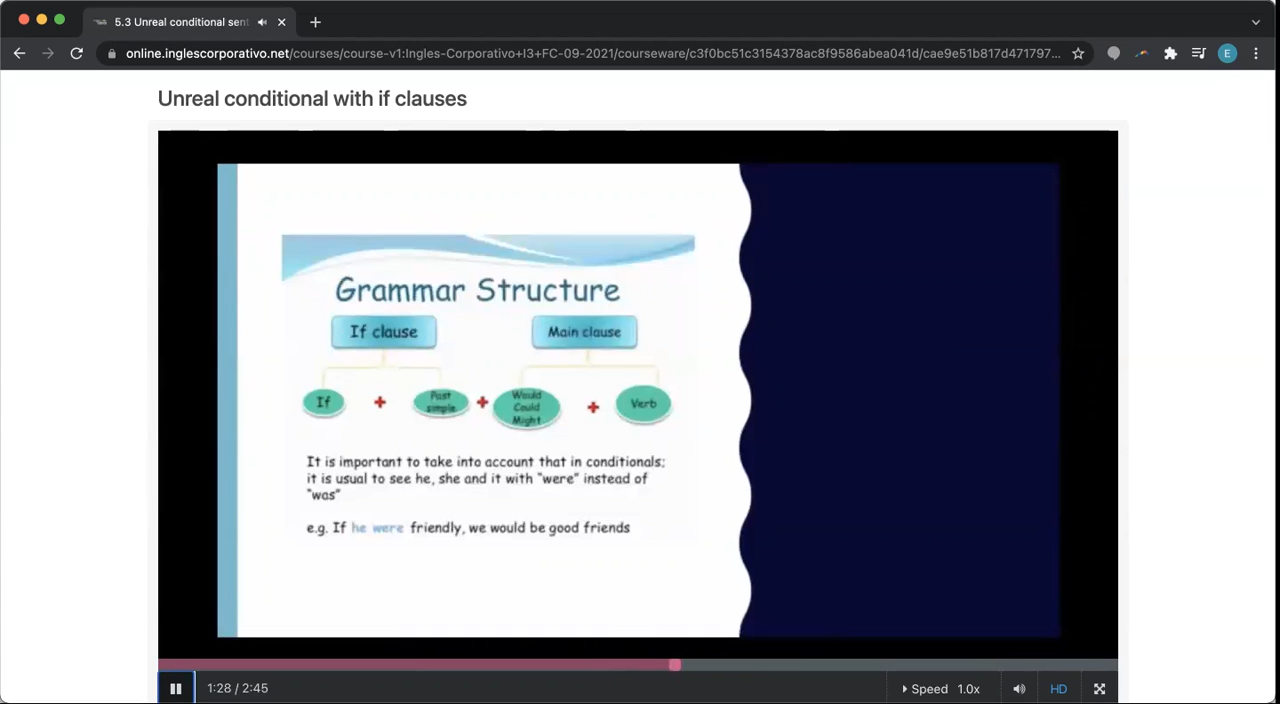 5.3 Unreal conditional sent
online.inglescorporativo.net/courses/course-v1:Ingles-Corporativo+I3+FC-09-2021/courseware/c3f0bc51c3154378ac8f9586abea041d/cae9e51b817d471797...
E
Unreal conditional with if clauses
Grammar Structure
If clause
Main clause
If
+
Past
simple
+
Would
Could
Might
+
Verb
It is important to take into account that in conditionals;
it is usual to see he, she and it with "were" instead of
"was"
e.g. If he were friendly, we would be good friends
1:28 / 2:45
Speed 1.0x
HD